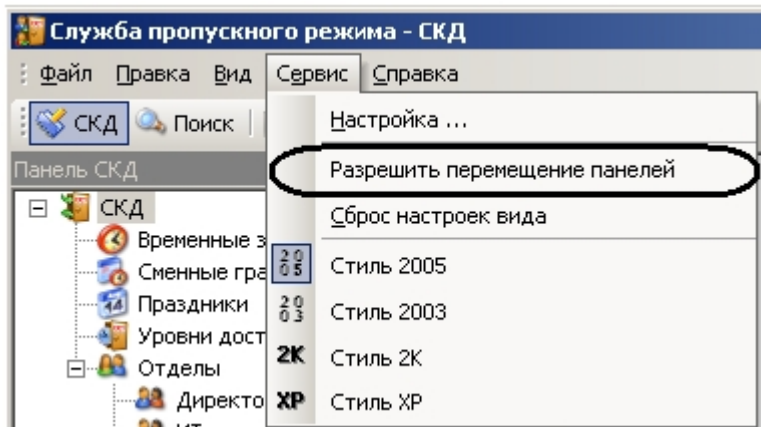 Служба пропускного режима - СКД
Файл Правка Вид Сервис Справка
СКД Поиск
Настройка ...
Панель СКД
Разрешить перемещение панелей
СКД
Сброс настроек вида
Временные з
2005 Стиль 2005
Сменные гра
Праздники
2003 Стиль 2003
Уровни дост
2K Стиль 2K
Отделы
Директо
XP Стиль XP